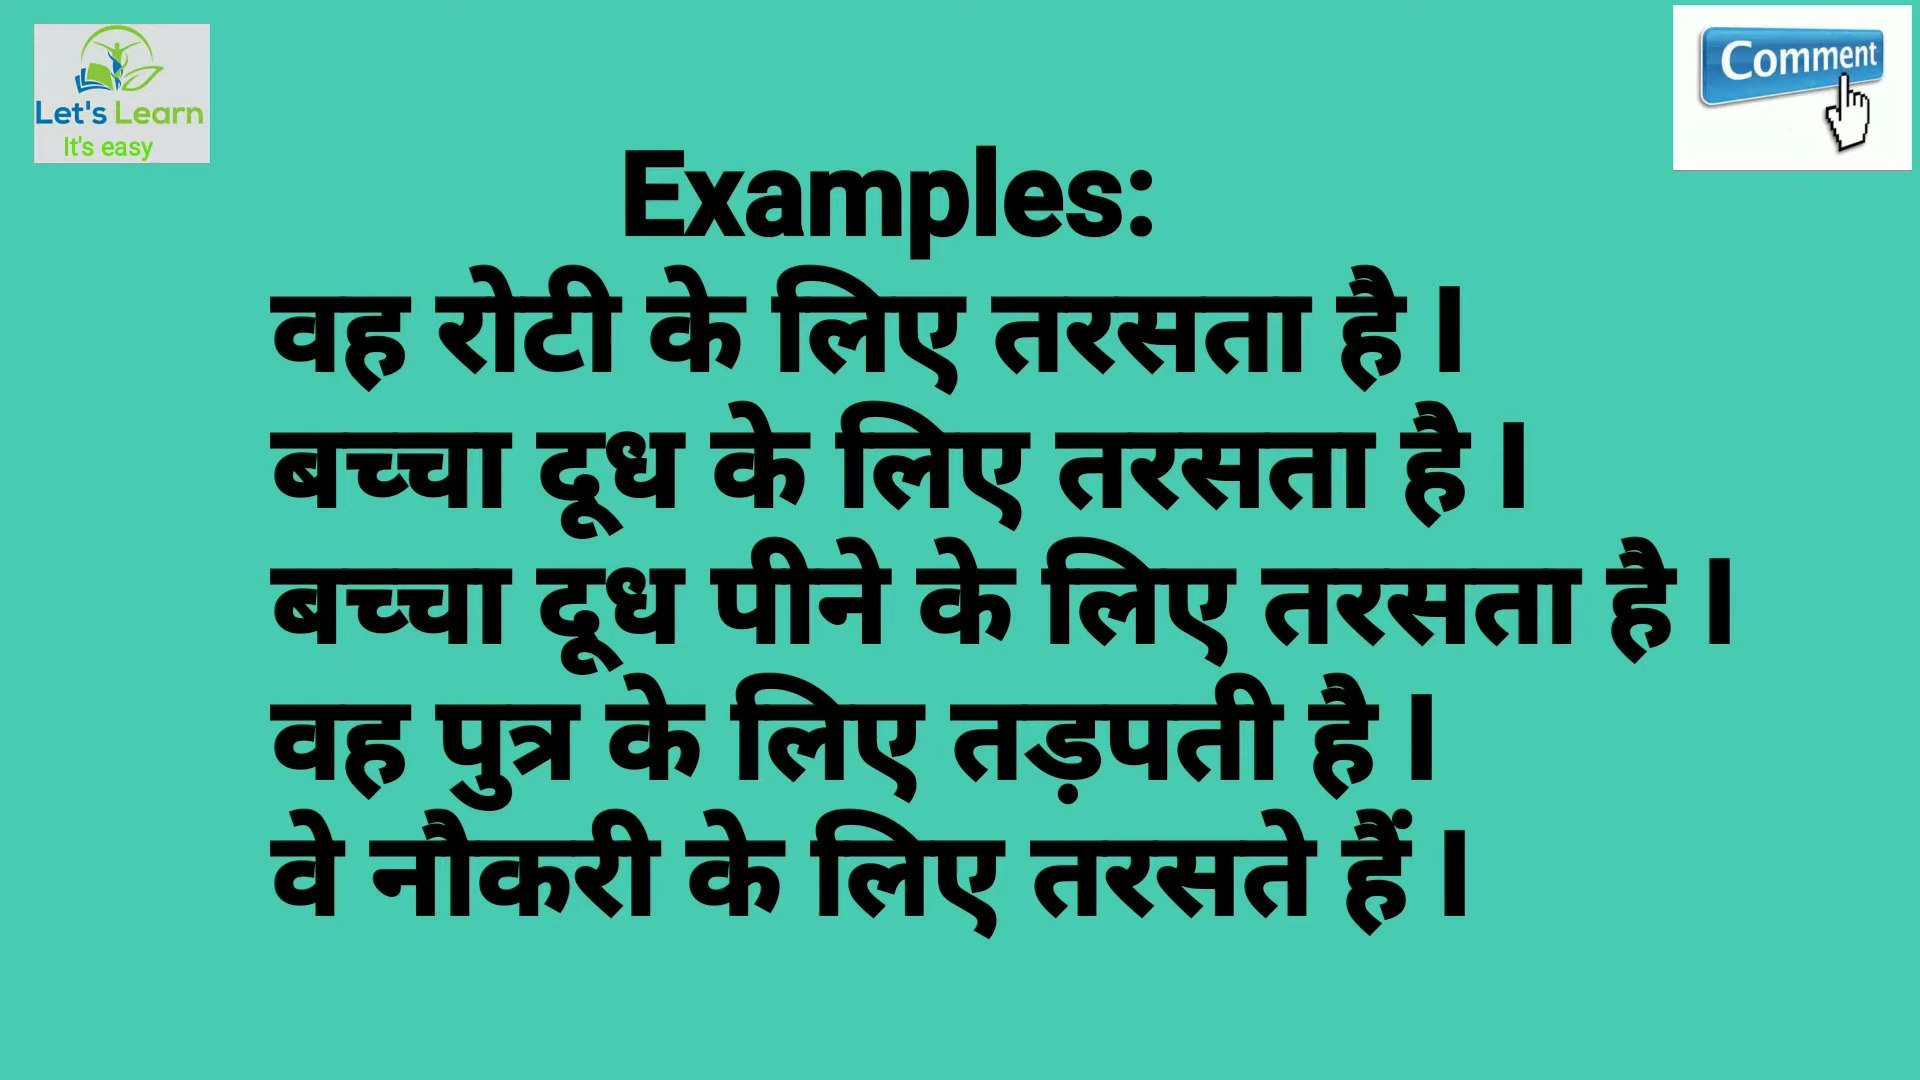 Let's Learn
It's easy
Comment
Examples:
वह रोटी के लिए तरसता है l
बच्चा दूध के लिए तरसता है l
बच्चा दूध पीने के लिए तरसता है l
वह पुत्र के लिए तड़पती है l
वे नौकरी के लिए तरसते हैं l